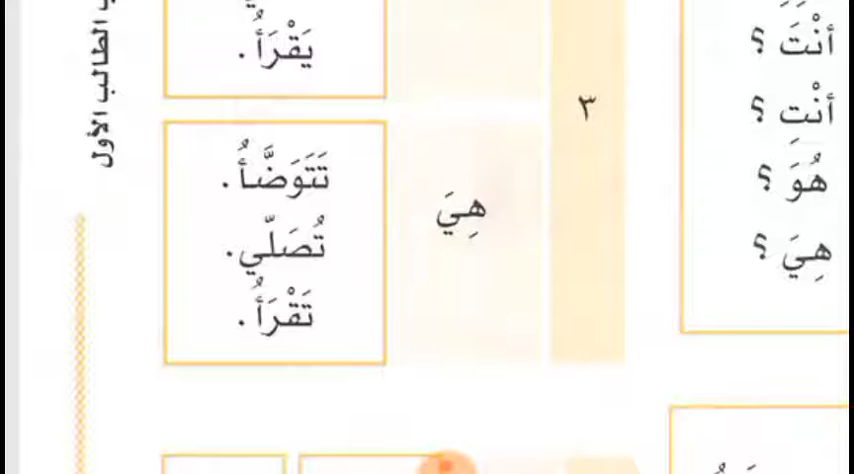 أَنْتَ ؟
أَنْتِ ؟
هُوَ ؟
هِيَ ؟
٣
يَقْرَأُ .
هِيَ
تَتَوَضَّأُ .
تُصَلِّي.
تَقْرَأُ .
الطالب الأول